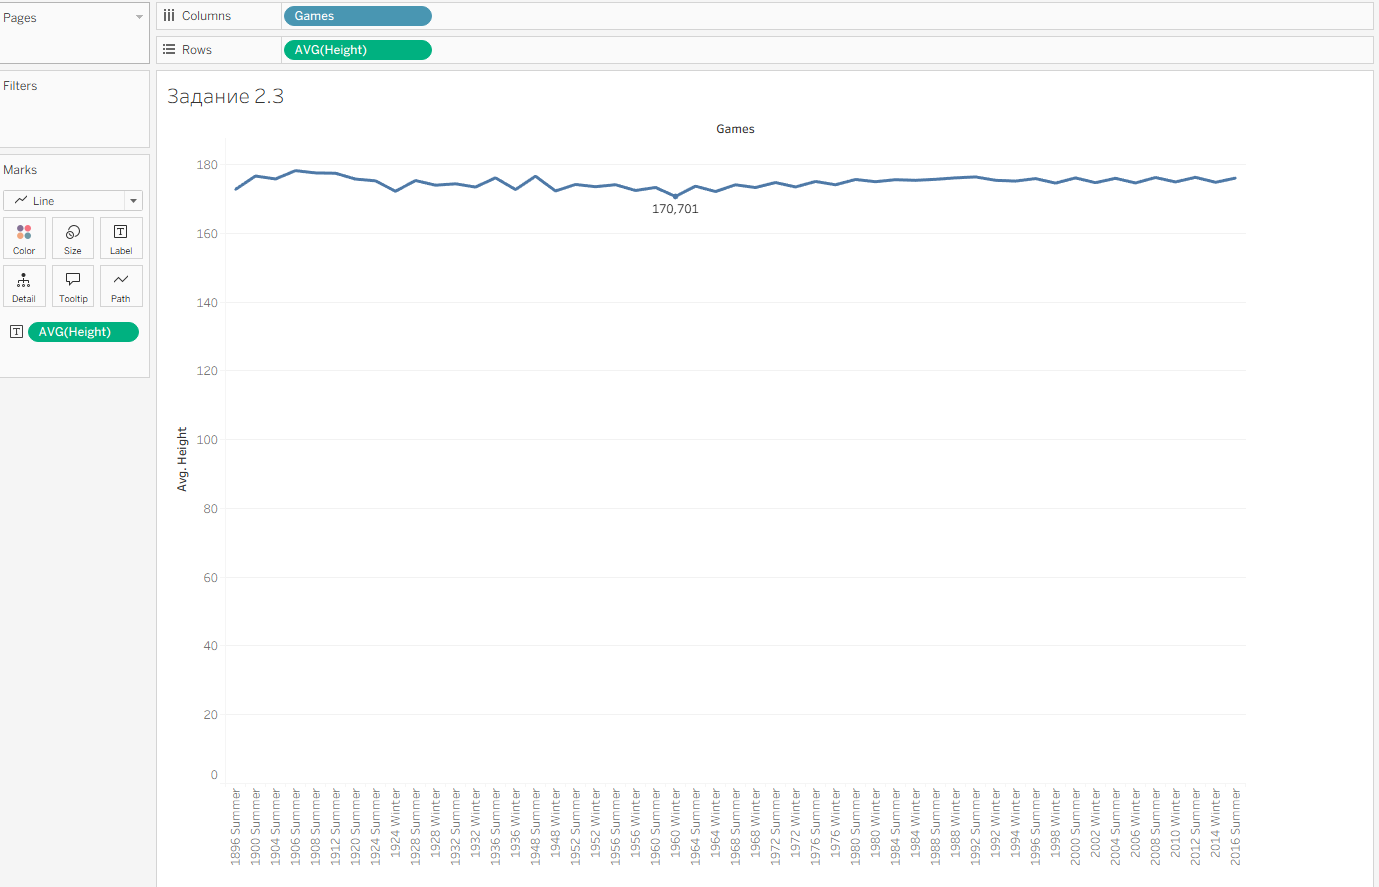 Pages
Columns
Games
Rows
AVG(Height)
Filters
Marks
Line
Color
Size
Label
Detail
Tooltip
Path
AVG(Height)
Задание 2.3
Games
Avg. Height
180
160
140
120
100
80
60
40
20
0
170,701
1896 Summer
1900 Summer
1904 Summer
1906 Summer
1908 Summer
1912 Summer
1920 Summer
1924 Summer
1924 Winter
1928 Summer
1928 Winter
1932 Summer
1932 Winter
1936 Summer
1936 Winter
1948 Summer
1948 Winter
1952 Summer
1952 Winter
1956 Summer
1956 Winter
1960 Summer
1960 Winter
1964 Summer
1964 Winter
1968 Summer
1968 Winter
1972 Summer
1972 Winter
1976 Summer
1976 Winter
1980 Summer
1980 Winter
1984 Summer
1984 Winter
1988 Summer
1988 Winter
1992 Summer
1992 Winter
1994 Winter
1996 Summer
1998 Winter
2000 Summer
2002 Winter
2004 Summer
2006 Winter
2008 Summer
2010 Winter
2012 Summer
2014 Winter
2016 Summer